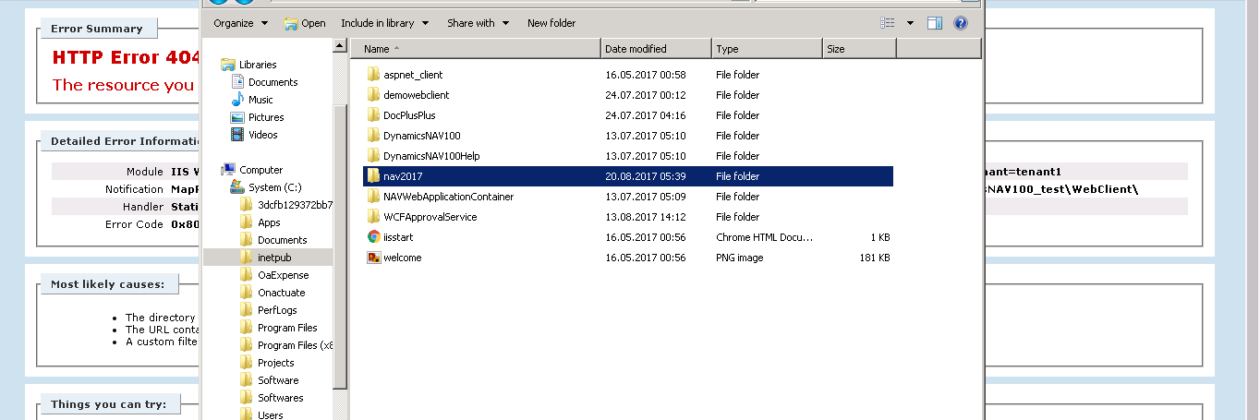 Organize Open Include in library Share with New folder
Error Summary
HTTP Error 404
The resource you
Detailed Error Informati
Module IIS W
Notification MapR
Handler Stati
Error Code 0x80
nant=tenant1
NAV100_test\WebClient\
Most likely causes:
The directory
The URL conta
A custom filte
Things you can try:
Libraries
Documents
Music
Pictures
Videos
Computer
System (C:)
3dcfb129372bb7
Apps
Documents
inetpub
OaExpense
Onactuate
PerfLogs
Program Files
Program Files (x8
Projects
Software
Softwares
Users
Name Date modified Type Size
aspnet_client 16.05.2017 00:58 File folder
demowebclient 24.07.2017 00:12 File folder
DocPlusPlus 24.07.2017 04:16 File folder
DynamicsNAV100 13.07.2017 05:10 File folder
DynamicsNAV100Help 13.07.2017 05:10 File folder
nav2017 20.08.2017 05:39 File folder
NAVWebApplicationContainer 13.07.2017 05:09 File folder
WCFApprovalService 13.08.2017 14:12 File folder
iisstart 16.05.2017 00:56 Chrome HTML Docu... 1 KB
welcome 16.05.2017 00:56 PNG image 181 KB